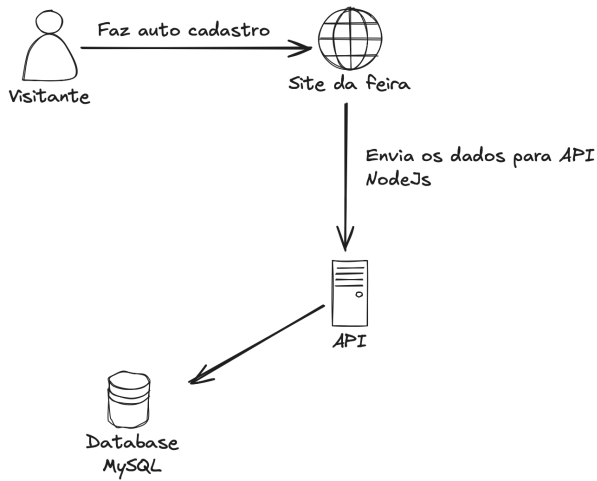 Faz auto cadastro
Visitante
Site da feira
Envia os dados para API
NodeJs
API
Database
MySQL